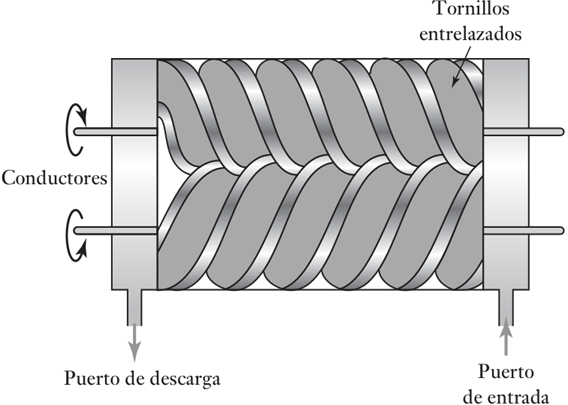 Tornillos
entrelazados
Conductores
Puerto de descarga
Puerto
de entrada